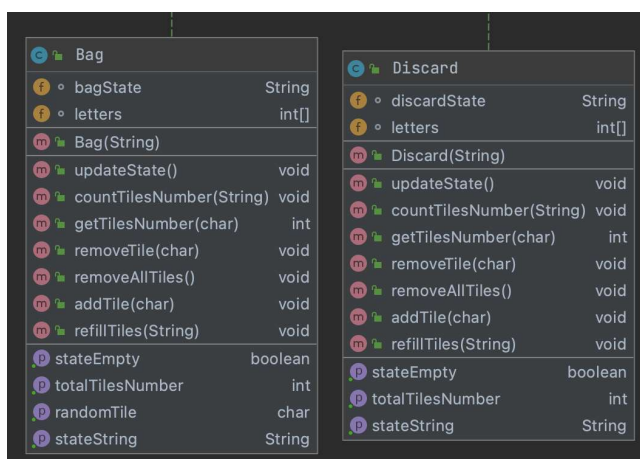 Bag
bagState String
letters int[]
Bag(String)
updateState() void
countTilesNumber(String) void
getTilesNumber(char) int
removeTile(char) void
removeAllTiles() void
addTile(char) void
refillTiles(String) void
stateEmpty boolean
totalTilesNumber int
randomTile char
stateString String
Discard
discardState String
letters int[]
Discard(String)
updateState() void
countTilesNumber(String) void
getTilesNumber(char) int
removeTile(char) void
removeAllTiles() void
addTile(char) void
refillTiles(String) void
stateEmpty boolean
totalTilesNumber int
stateString String